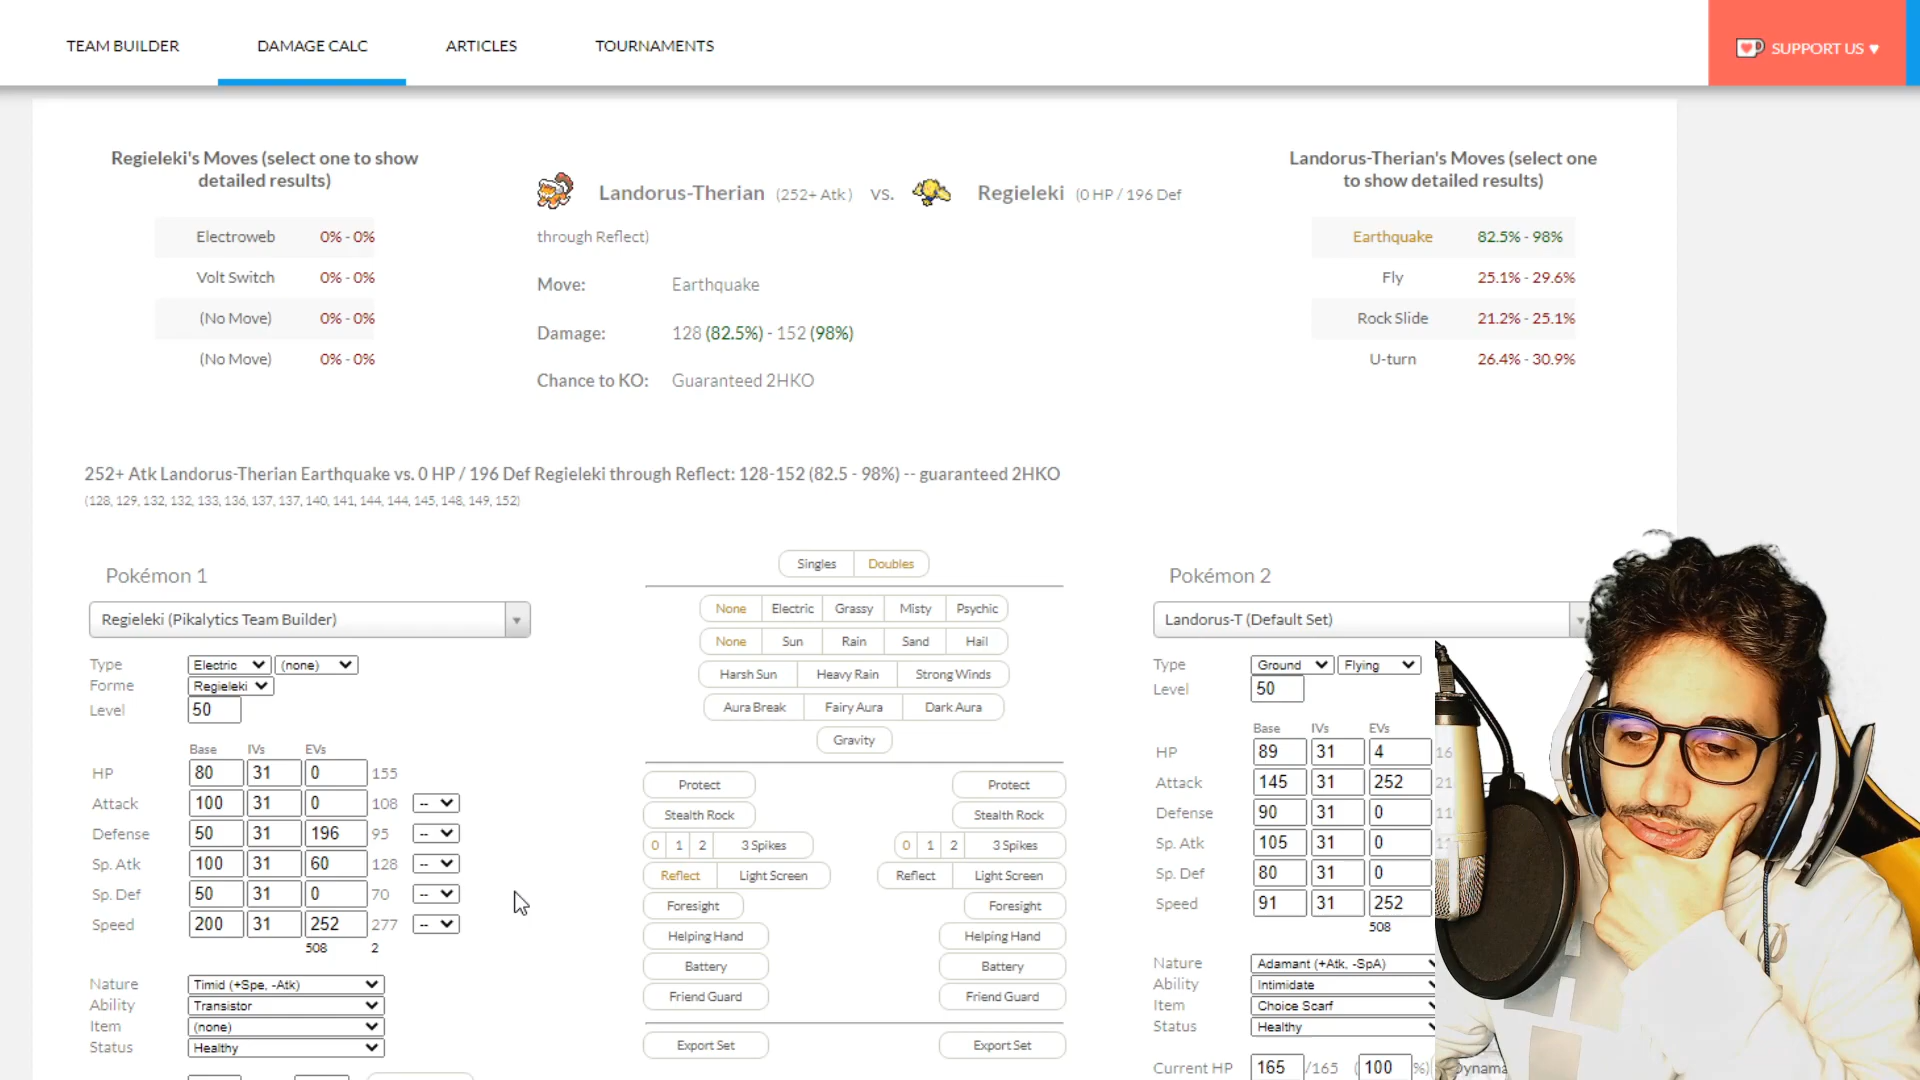 TEAM BUILDER DAMAGE CALC ARTICLES TOURNAMENTS SUPPORT US ♥
Regieleki's Moves (select one to show
detailed results)
Electroweb 0% - 0%
Volt Switch 0% - 0%
(No Move) 0% - 0%
(No Move) 0% - 0%
Landorus-Therian (252+ Atk ) VS. Regieleki (0 HP / 196 Def
through Reflect)
Move: Earthquake
Damage: 128 (82.5%) - 152 (98%)
Chance to KO: Guaranteed 2HKO
Landorus-Therian's Moves (select one
to show detailed results)
Earthquake 82.5% - 98%
Fly 25.1% - 29.6%
Rock Slide 21.2% - 25.1%
U-turn 26.4% - 30.9%
252+ Atk Landorus-Therian Earthquake vs. 0 HP / 196 Def Regieleki through Reflect: 128-152 (82.5 - 98%) -- guaranteed 2HKO
(128, 129, 132, 132, 133, 136, 137, 137, 140, 141, 144, 144, 145, 148, 149, 152)
Pokémon 1
Regieleki (Pikalytics Team Builder)
Type Electric (none)
Forme Regieleki
Level 50
Base IVs EVs
HP 80 31 0 155
Attack 100 31 0 108 --
Defense 50 31 196 95 --
Sp. Atk 100 31 60 128 --
Sp. Def 50 31 0 70 --
Speed 200 31 252 277 --
508 2
Nature Timid (+Spe, -Atk)
Ability Transistor
Item (none)
Status Healthy
Singles Doubles
None Electric Grassy Misty Psychic
None Sun Rain Sand Hail
Harsh Sun Heavy Rain Strong Winds
Aura Break Fairy Aura Dark Aura
Gravity
Protect Protect
Stealth Rock Stealth Rock
0 1 2 3 Spikes 0 1 2 3 Spikes
Reflect Light Screen Reflect Light Screen
Foresight Foresight
Helping Hand Helping Hand
Battery Battery
Friend Guard Friend Guard
Export Set Export Set
Pokémon 2
Landorus-T (Default Set)
Type Ground Flying
Level 50
Base IVs EVs
HP 89 31 4
Attack 145 31 252
Defense 90 31 0
Sp. Atk 105 31 0
Sp. Def 80 31 0
Speed 91 31 252
508
Nature Adamant (+Atk, -SpA)
Ability Intimidate
Item Choice Scarf
Status Healthy
Current HP 165 /165 ( 100 %)